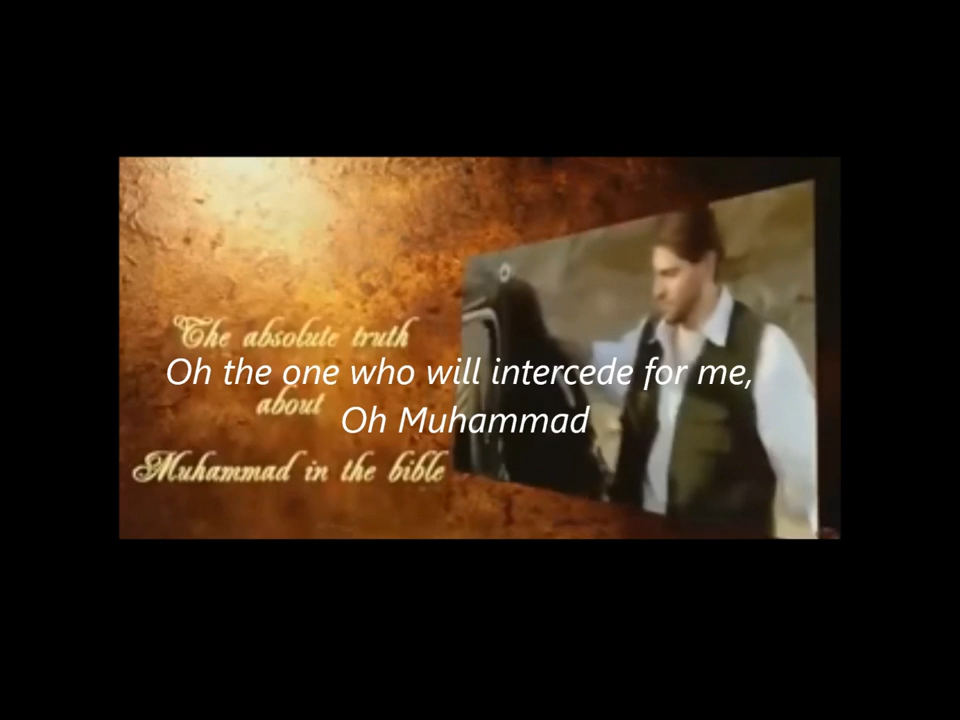 The absolute truth
Oh the one who will intercede for me,
about
Oh Muhammad
Muhammad in the bible